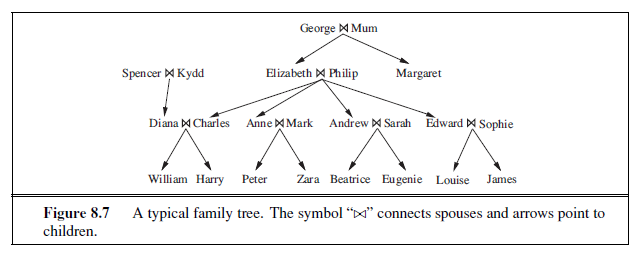 George ⋈ Mum
Spencer ⋈ Kydd Elizabeth ⋈ Philip Margaret
Diana ⋈ Charles Anne ⋈ Mark Andrew ⋈ Sarah Edward ⋈ Sophie
William Harry Peter Zara Beatrice Eugenie Louise James
Figure 8.7 A typical family tree. The symbol “⋈” connects spouses and arrows point to
children.